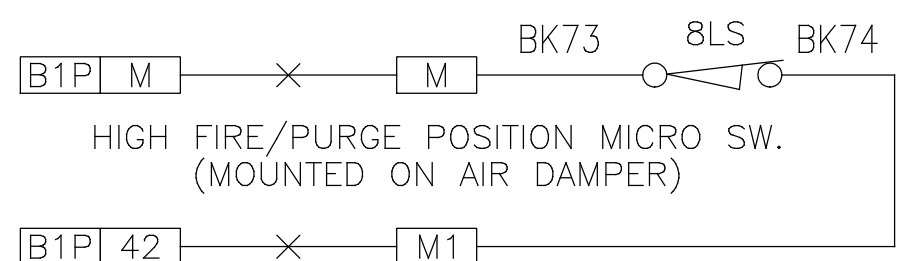 BK73 8LS BK74
B1P M M
HIGH FIRE/PURGE POSITION MICRO SW.
(MOUNTED ON AIR DAMPER)
B1P 42 M1